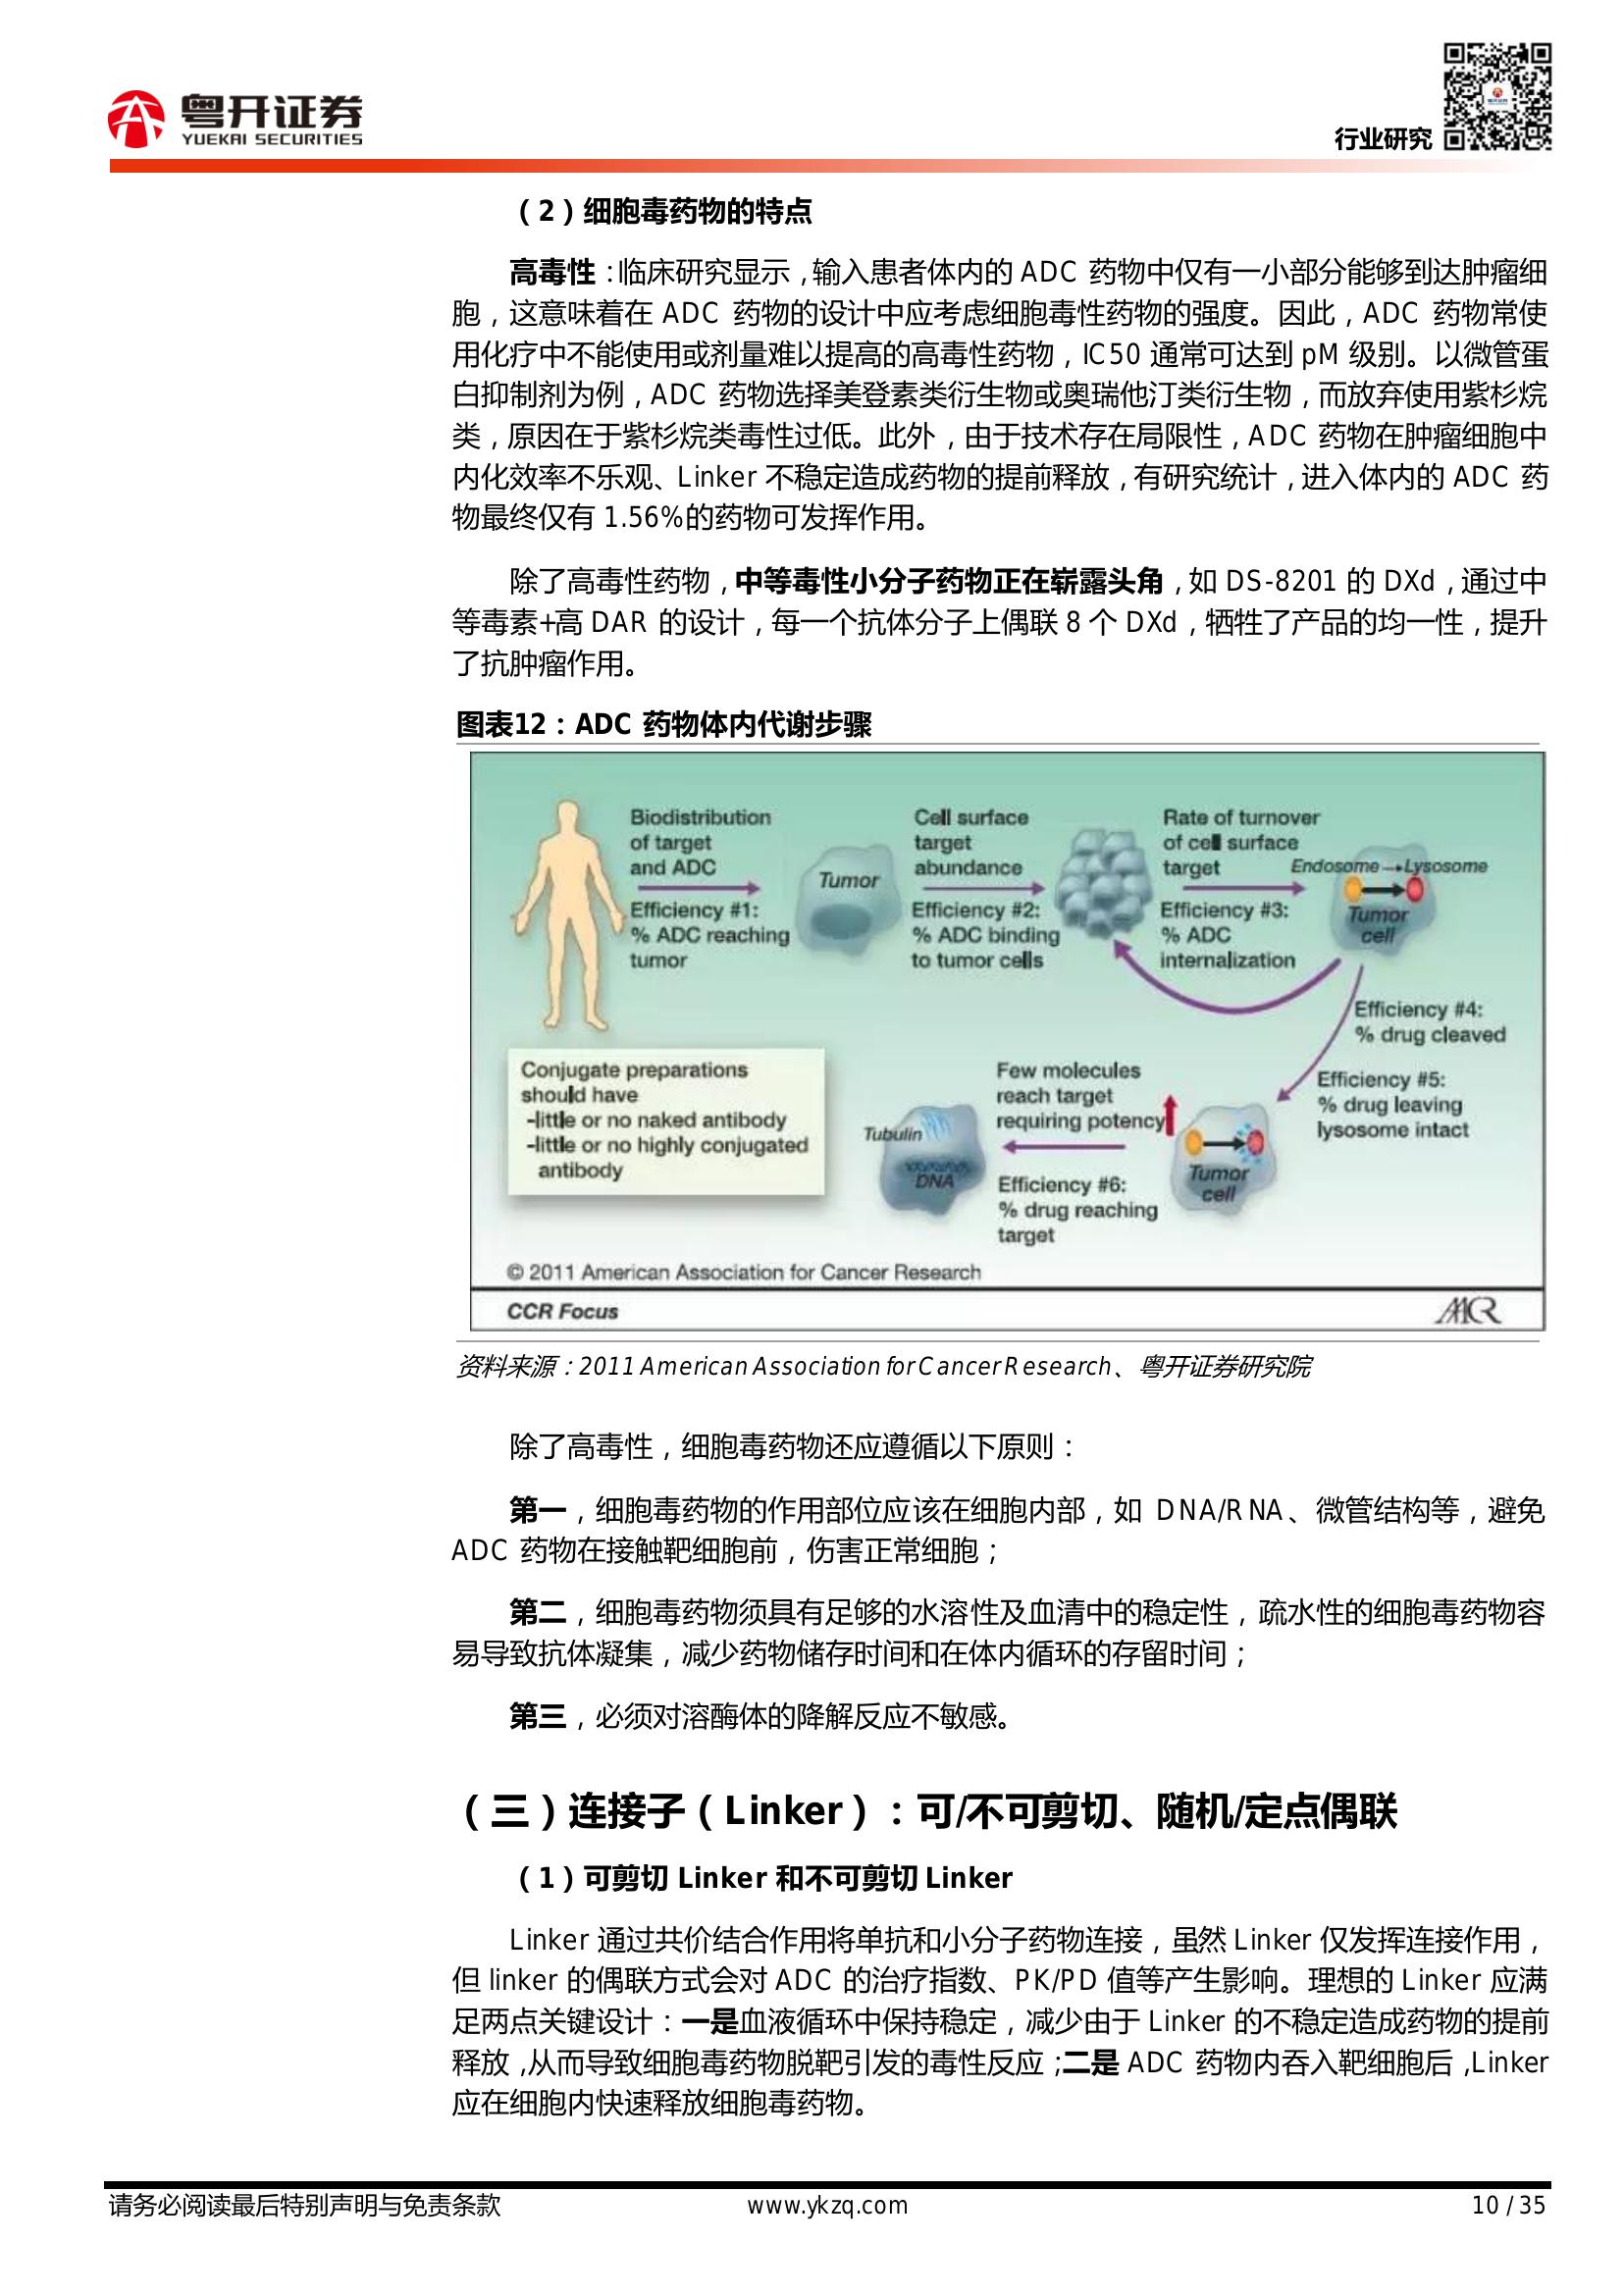 粤开证券
YUEKAI SECURITIES
行业研究
（2）细胞毒药物的特点
高毒性：临床研究显示，输入患者体内的 ADC 药物中仅有一小部分能够到达肿瘤细
胞，这意味着在 ADC 药物的设计中应考虑细胞毒性药物的强度。因此，ADC 药物常使
用化疗中不能使用或剂量难以提高的高毒性药物，IC50 通常可达到 pM 级别。以微管蛋
白抑制剂为例，ADC 药物选择美登素类衍生物或奥瑞他汀类衍生物，而放弃使用紫杉烷
类，原因在于紫杉烷类毒性过低。此外，由于技术存在局限性，ADC 药物在肿瘤细胞中
内化效率不乐观、Linker 不稳定造成药物的提前释放，有研究统计，进入体内的 ADC 药
物最终仅有 1.56%的药物可发挥作用。
除了高毒性药物，中等毒性小分子药物正在崭露头角，如 DS-8201 的 DXd，通过中
等毒素+高 DAR 的设计，每一个抗体分子上偶联 8 个 DXd，牺牲了产品的均一性，提升
了抗肿瘤作用。
图表12：ADC 药物体内代谢步骤
Biodistribution
of target
and ADC
Efficiency #1:
% ADC reaching
tumor
Tumor
Cell surface
target
abundance
Efficiency #2:
% ADC binding
to tumor cells
Rate of turnover
of cell surface
target
Efficiency #3:
% ADC
internalization
Endosome→Lysosome
Tumor
cell
Efficiency #4:
% drug cleaved
Efficiency #5:
% drug leaving
lysosome intact
Tumor
cell
Few molecules
reach target
requiring potency
Efficiency #6:
% drug reaching
target
Tubulin
DNA
Conjugate preparations
should have
-little or no naked antibody
-little or no highly conjugated
antibody
© 2011 American Association for Cancer Research
CCR Focus
AACR
资料来源：2011 American Association for Cancer Research、粤开证券研究院
除了高毒性，细胞毒药物还应遵循以下原则：
第一，细胞毒药物的作用部位应该在细胞内部，如 DNA/RNA、微管结构等，避免
ADC 药物在接触靶细胞前，伤害正常细胞；
第二，细胞毒药物须具有足够的水溶性及血清中的稳定性，疏水性的细胞毒药物容
易导致抗体凝集，减少药物储存时间和在体内循环的存留时间；
第三，必须对溶酶体的降解反应不敏感。
（三）连接子（Linker）：可/不可剪切、随机/定点偶联
（1）可剪切 Linker 和不可剪切 Linker
Linker 通过共价结合作用将单抗和小分子药物连接，虽然 Linker 仅发挥连接作用，
但 linker 的偶联方式会对 ADC 的治疗指数、PK/PD 值等产生影响。理想的 Linker 应满
足两点关键设计：一是血液循环中保持稳定，减少由于 Linker 的不稳定造成药物的提前
释放，从而导致细胞毒药物脱靶引发的毒性反应；二是 ADC 药物内吞入靶细胞后，Linker
应在细胞内快速释放细胞毒药物。
请务必阅读最后特别声明与免责条款
www.ykzq.com
10 / 35